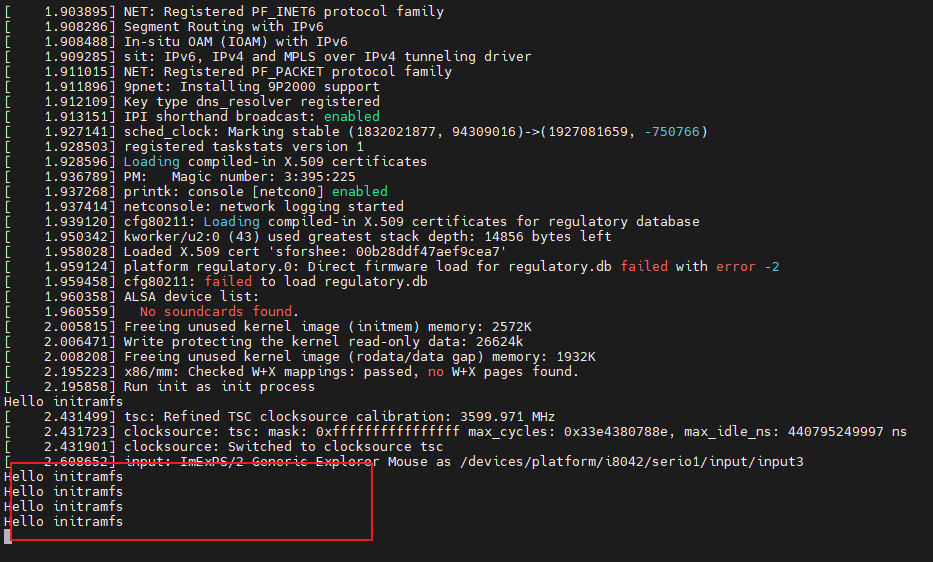 [    1.903895] NET: Registered PF_INET6 protocol family
[    1.908286] Segment Routing with IPv6
[    1.908488] In-situ OAM (IOAM) with IPv6
[    1.909285] sit: IPv6, IPv4 and MPLS over IPv4 tunneling driver
[    1.911015] NET: Registered PF_PACKET protocol family
[    1.911896] 9pnet: Installing 9P2000 support
[    1.912109] Key type dns_resolver registered
[    1.913151] IPI shorthand broadcast: enabled
[    1.927141] sched_clock: Marking stable (1832021877, 94309016)->(1927081659, -750766)
[    1.928503] registered taskstats version 1
[    1.928596] Loading compiled-in X.509 certificates
[    1.936789] PM:   Magic number: 3:395:225
[    1.937268] printk: console [netcon0] enabled
[    1.937414] netconsole: network logging started
[    1.939120] cfg80211: Loading compiled-in X.509 certificates for regulatory database
[    1.950342] kworker/u2:0 (43) used greatest stack depth: 14856 bytes left
[    1.958028] Loaded X.509 cert 'sforshee: 00b28ddf47aef9cea7'
[    1.959124] platform regulatory.0: Direct firmware load for regulatory.db failed with error -2
[    1.959458] cfg80211: failed to load regulatory.db
[    1.960358] ALSA device list:
[    1.960559]   No soundcards found.
[    2.005815] Freeing unused kernel image (initmem) memory: 2572K
[    2.006471] Write protecting the kernel read-only data: 26624k
[    2.008208] Freeing unused kernel image (rodata/data gap) memory: 1932K
[    2.195223] x86/mm: Checked W+X mappings: passed, no W+X pages found.
[    2.195858] Run init as init process
Hello initramfs
[    2.431499] tsc: Refined TSC clocksource calibration: 3599.971 MHz
[    2.431723] clocksource: tsc: mask: 0xffffffffffffffff max_cycles: 0x33e4380788e, max_idle_ns: 440795249997 ns
[    2.431901] clocksource: Switched to clocksource tsc
[    2.608652] input: ImExPS/2 Generic Explorer Mouse as /devices/platform/i8042/serio1/input/input3
Hello initramfs
Hello initramfs
Hello initramfs
Hello initramfs